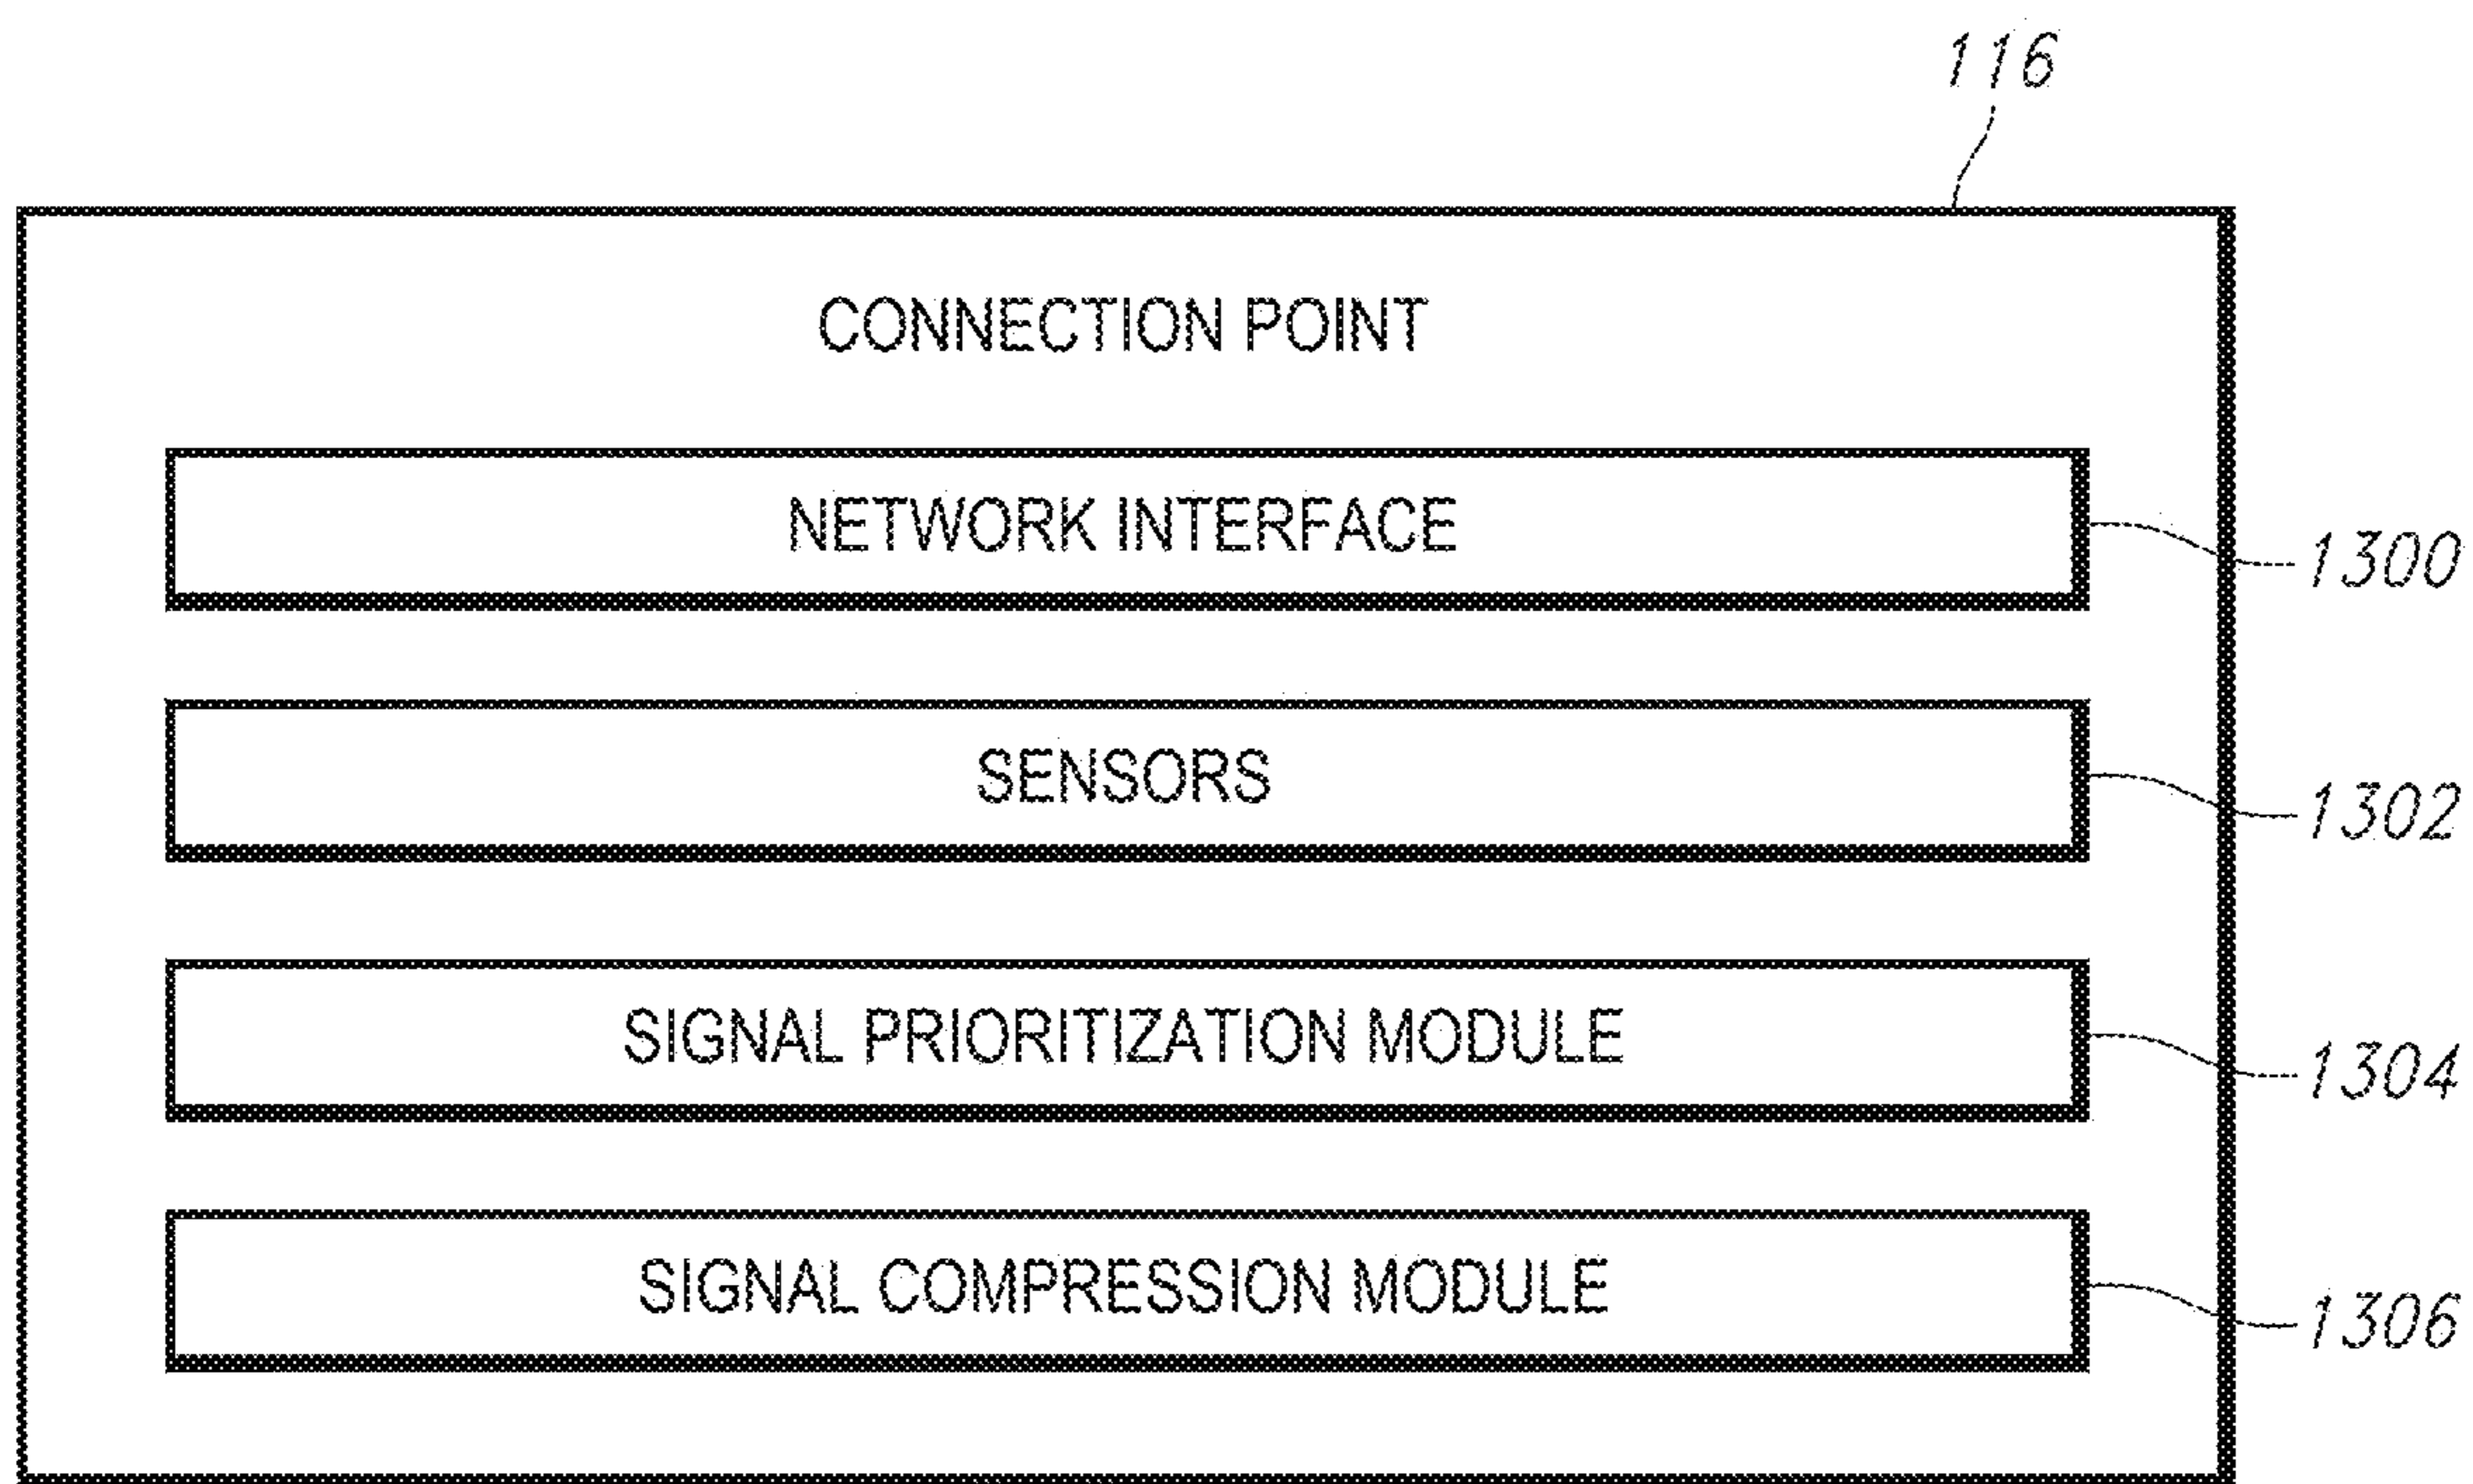 116
CONNECTION POINT
NETWORK INTERFACE
1300
SENSORS
1302
SIGNAL PRIORITIZATION MODULE
1304
SIGNAL COMPRESSION MODULE
1306